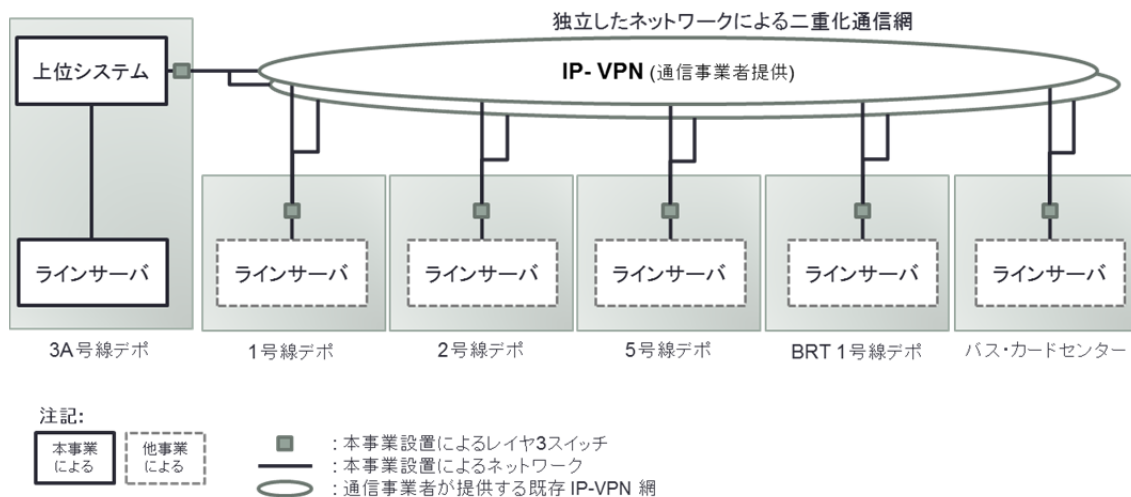 独立したネットワークによる二重化通信網
上位システム
IP- VPN (通信事業者提供)
ラインサーバ
ラインサーバ
ラインサーバ
ラインサーバ
ラインサーバ
ラインサーバ
3A 号線デポ
1号線デポ
2号線デポ
5号線デポ
BRT 1号線デポ
バス・カードセンター
注記:
本事業
による
他事業
による
: 本事業設置によるレイヤ3スイッチ
: 本事業設置によるネットワーク
: 通信事業者が提供する既存 IP-VPN 網